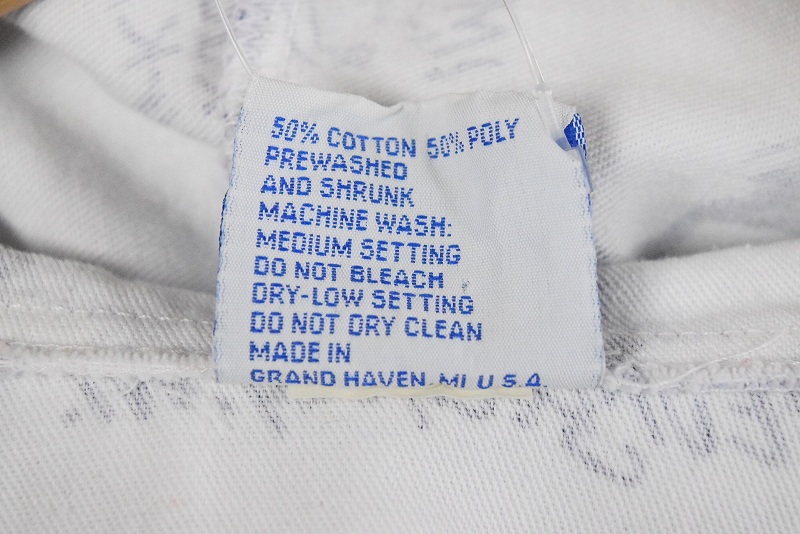 50% COTTON 50% POLY
PREWASHED
AND SHRUNK
MACHINE WASH:
MEDIUM SETTING
DO NOT BLEACH
DRY-LOW SETTING
DO NOT DRY CLEAN
MADE IN
GRAND HAVEN, MI U S A